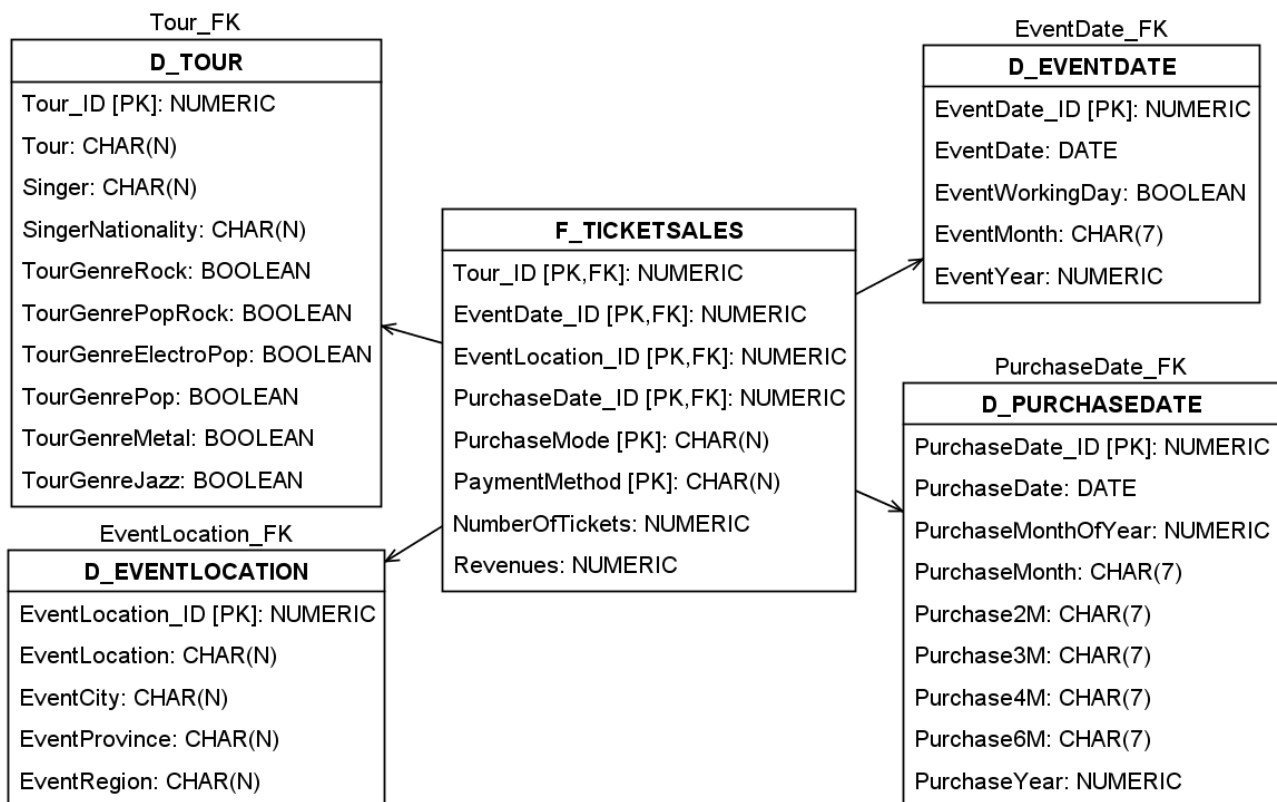 Tour_FK
D_TOUR
Tour_ID [PK]: NUMERIC
Tour: CHAR(N)
Singer: CHAR(N)
SingerNationality: CHAR(N)
TourGenreRock: BOOLEAN
TourGenrePopRock: BOOLEAN
TourGenreElectroPop: BOOLEAN
TourGenrePop: BOOLEAN
TourGenreMetal: BOOLEAN
TourGenreJazz: BOOLEAN
EventLocation_FK
D_EVENTLOCATION
EventLocation_ID [PK]: NUMERIC
EventLocation: CHAR(N)
EventCity: CHAR(N)
EventProvince: CHAR(N)
EventRegion: CHAR(N)
F_TICKETSALES
Tour_ID [PK,FK]: NUMERIC
EventDate_ID [PK,FK]: NUMERIC
EventLocation_ID [PK,FK]: NUMERIC
PurchaseDate_ID [PK,FK]: NUMERIC
PurchaseMode [PK]: CHAR(N)
PaymentMethod [PK]: CHAR(N)
NumberOfTickets: NUMERIC
Revenues: NUMERIC
EventDate_FK
D_EVENTDATE
EventDate_ID [PK]: NUMERIC
EventDate: DATE
EventWorkingDay: BOOLEAN
EventMonth: CHAR(7)
EventYear: NUMERIC
PurchaseDate_FK
D_PURCHASEDATE
PurchaseDate_ID [PK]: NUMERIC
PurchaseDate: DATE
PurchaseMonthOfYear: NUMERIC
PurchaseMonth: CHAR(7)
Purchase2M: CHAR(7)
Purchase3M: CHAR(7)
Purchase4M: CHAR(7)
Purchase6M: CHAR(7)
PurchaseYear: NUMERIC